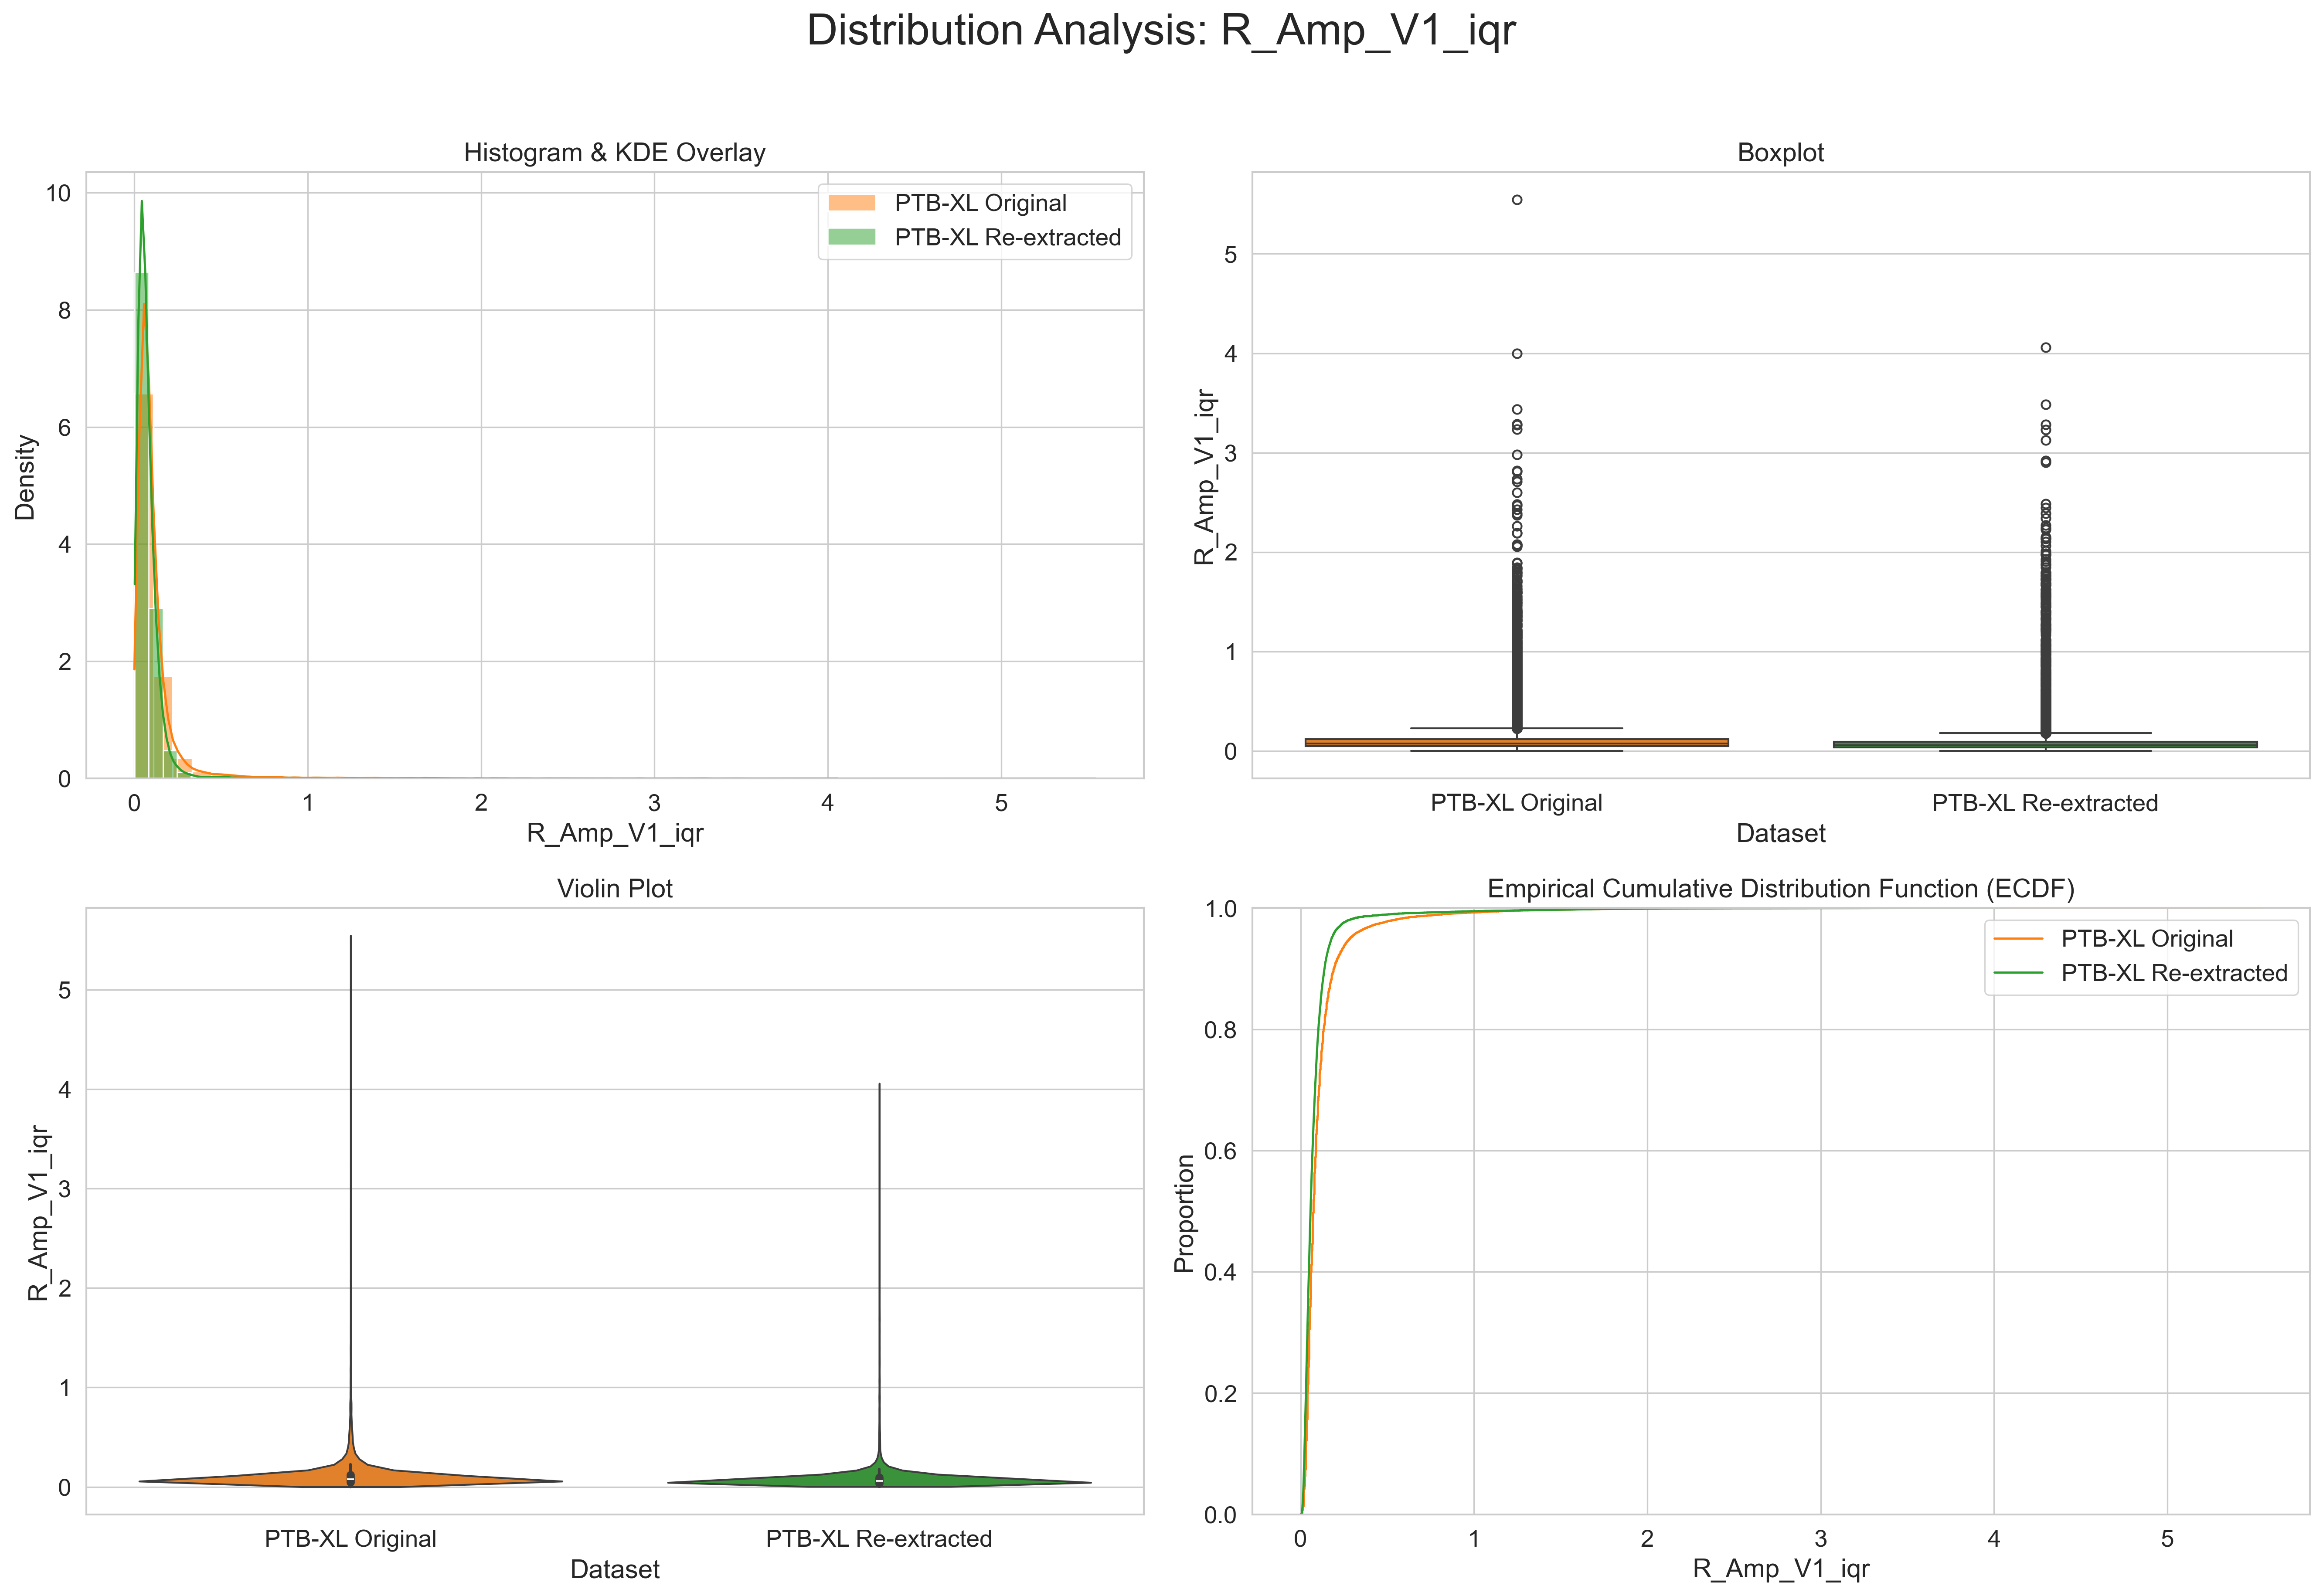 Distribution Analysis: R_Amp_V1_iqr
Histogram & KDE Overlay
Density
10
8
6
4
2
0
PTB-XL Original
PTB-XL Re-extracted
0 1 2 3 4 5
R_Amp_V1_iqr
Boxplot
R_Amp_V1_iqr
5
4
3
2
1
0
PTB-XL Original PTB-XL Re-extracted
Dataset
Violin Plot
R_Amp_V1_iqr
5
4
3
2
1
0
PTB-XL Original PTB-XL Re-extracted
Dataset
Empirical Cumulative Distribution Function (ECDF)
Proportion
1.0
0.8
0.6
0.4
0.2
0.0
PTB-XL Original
PTB-XL Re-extracted
0 1 2 3 4 5
R_Amp_V1_iqr